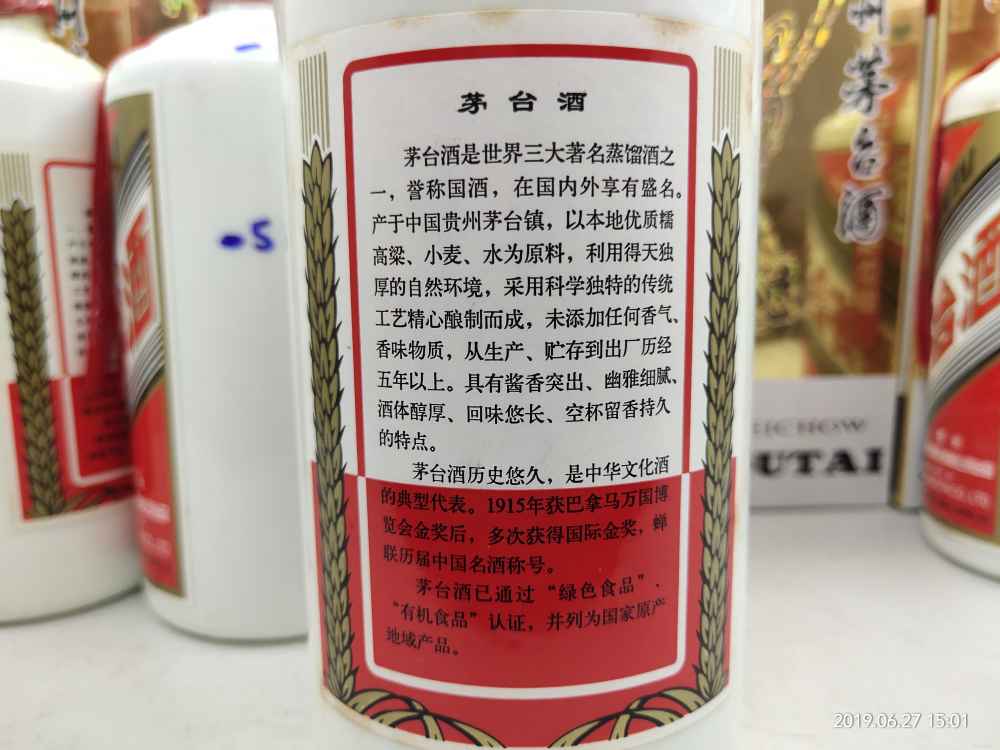 茅台酒
茅台酒是世界三大著名蒸馏酒之
一，誉称国酒，在国内外享有盛名。
产于中国贵州茅台镇，以本地优质糯
高粱、小麦、水为原料，利用得天独
厚的自然环境，采用科学独特的传统
工艺精心酿制而成，未添加任何香气、
香味物质，从生产、贮存到出厂历经
五年以上。具有酱香突出、幽雅细腻、
酒体醇厚、回味悠长、空杯留香持久
的特点。
茅台酒历史悠久，是中华文化酒
的典型代表。1915年获巴拿马万国博
览会金奖后，多次获得国际金奖，蝉
联历届中国名酒称号。
茅台酒已通过“绿色食品”、
“有机食品”认证，并列为国家原产
地域产品。
-5
酒
州茅台酒
酒
UTAI
2019.06.27 15:01